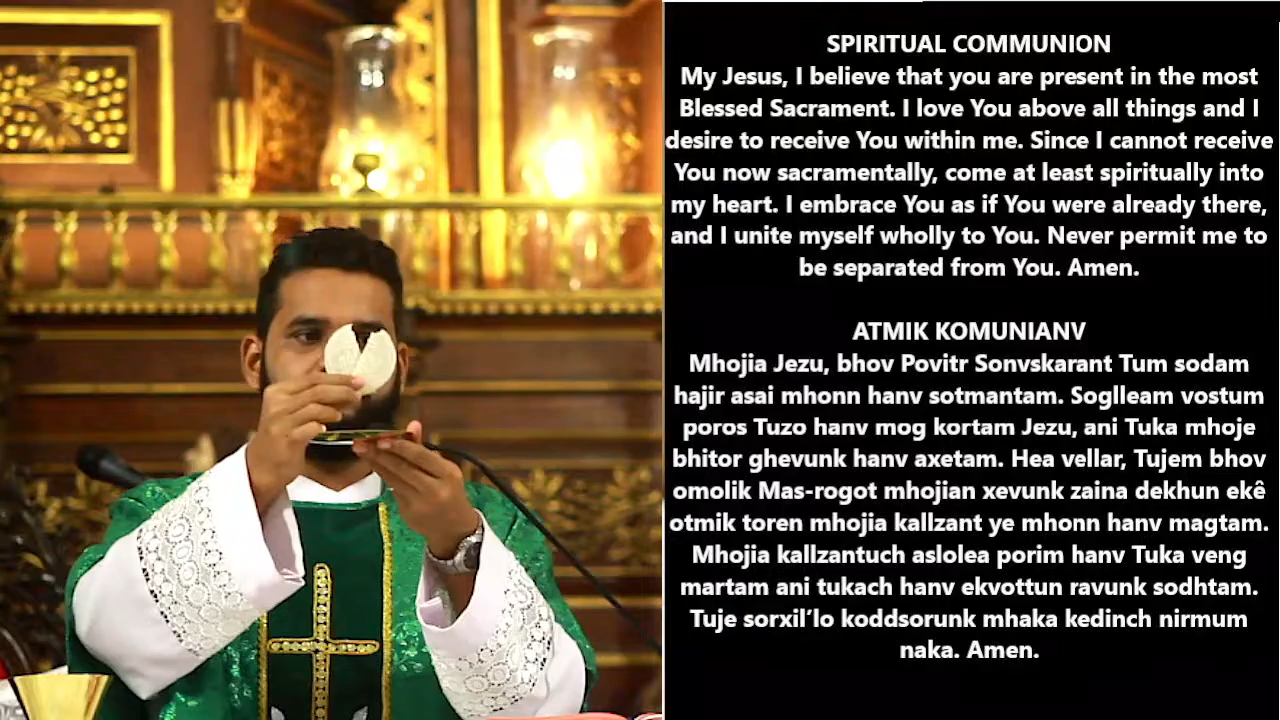 SPIRITUAL COMMUNION
My Jesus, I believe that you are present in the most
Blessed Sacrament. I love You above all things and I
desire to receive You within me. Since I cannot receive
You now sacramentally, come at least spiritually into
my heart. I embrace You as if You were already there,
and I unite myself wholly to You. Never permit me to
be separated from You. Amen.
ATMIK KOMUNIANV
Mhojia Jezu, bhov Povitr Sonvskarant Tum sodam
hajir asai mhonn hanv sotmantam. Soglleam vostum
poros Tuzo hanv mog kortam Jezu, ani Tuka mhoje
bhitor ghevunk hanv axetam. Hea vellar, Tujem bhov
omolik Mas-rogot mhojian xevunk zaina dekhun ekê
otmik toren mhojia kallzant ye mhonn hanv magtam.
Mhojia kallzantuch aslolea porim hanv Tuka veng
martam ani tukach hanv ekvottun ravunk sodhtam.
Tuje sorxil’lo koddsorunk mhaka kedinch nirmum
naka. Amen.